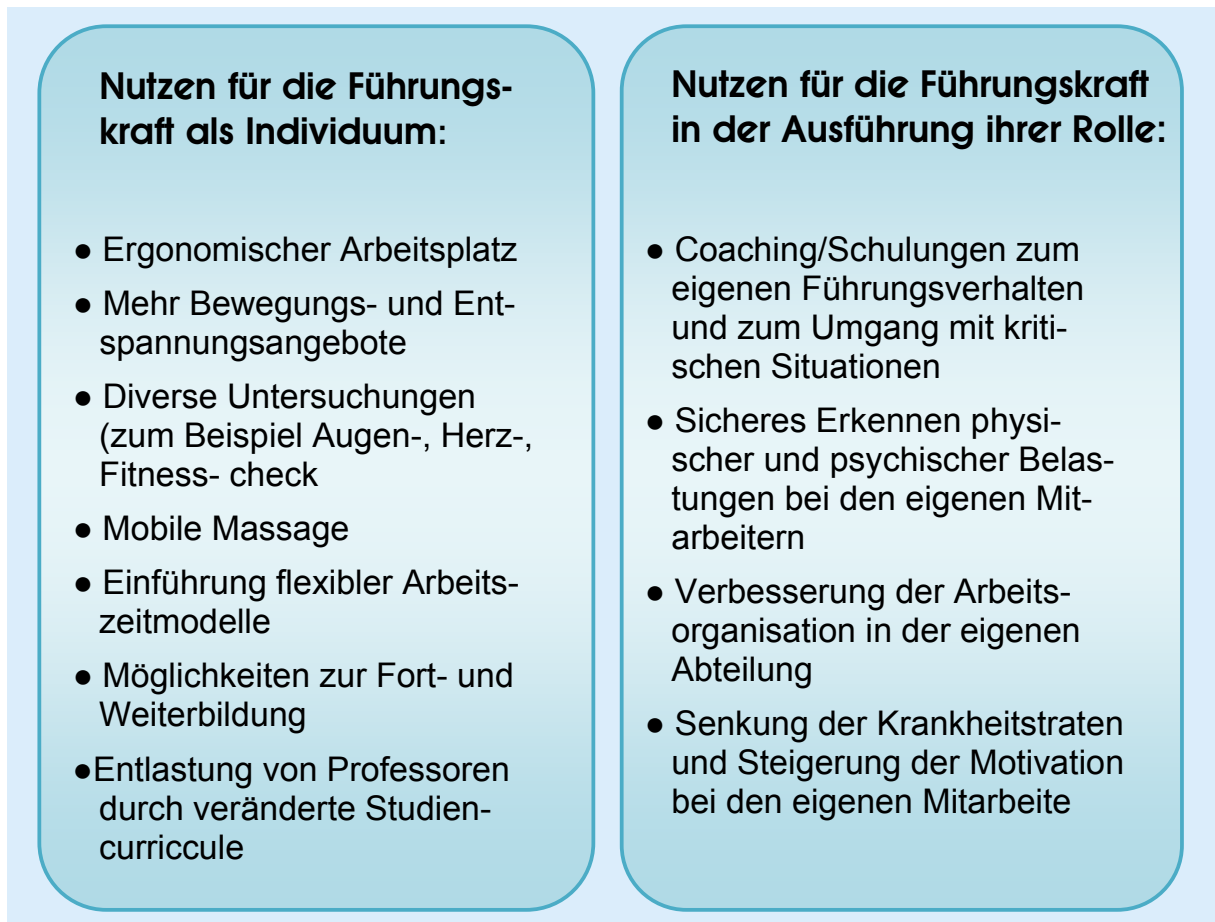 Nutzen für die Führungs-
kraft als Individuum:
● Ergonomischer Arbeitsplatz
● Mehr Bewegungs- und Ent-
spannungsangebote
● Diverse Untersuchungen
(zum Beispiel Augen-, Herz-,
Fitness- check
● Mobile Massage
● Einführung flexibler Arbeits-
zeitmodelle
● Möglichkeiten zur Fort- und
Weiterbildung
●Entlastung von Professoren
durch veränderte Studien-
curriccule
Nutzen für die Führungskraft
in der Ausführung ihrer Rolle:
● Coaching/Schulungen zum
eigenen Führungsverhalten
und zum Umgang mit kriti-
schen Situationen
● Sicheres Erkennen physi-
scher und psychischer Belas-
tungen bei den eigenen Mit-
arbeitern
● Verbesserung der Arbeits-
organisation in der eigenen
Abteilung
● Senkung der Krankheitstraten
und Steigerung der Motivation
bei den eigenen Mitarbeite